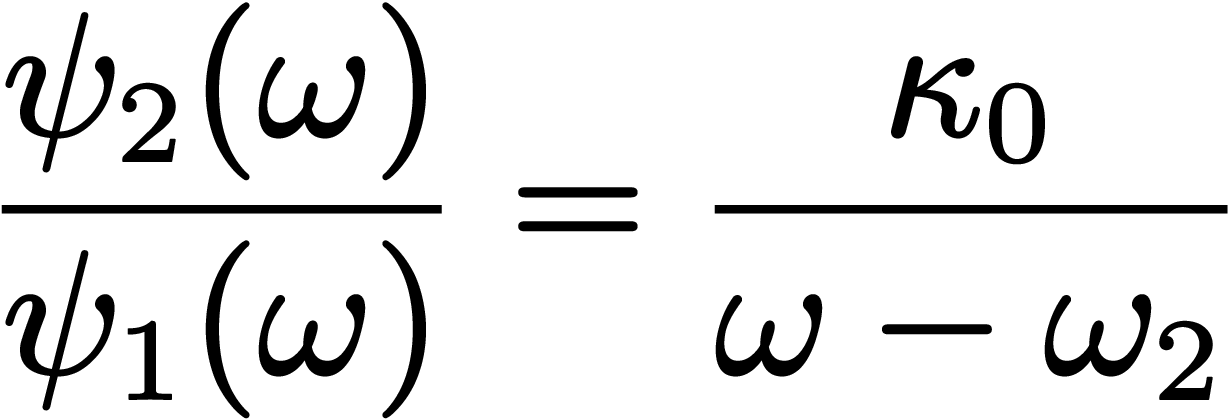 ψ₂(ω)/ψ₁(ω) = κ₀/(ω − ω₂)